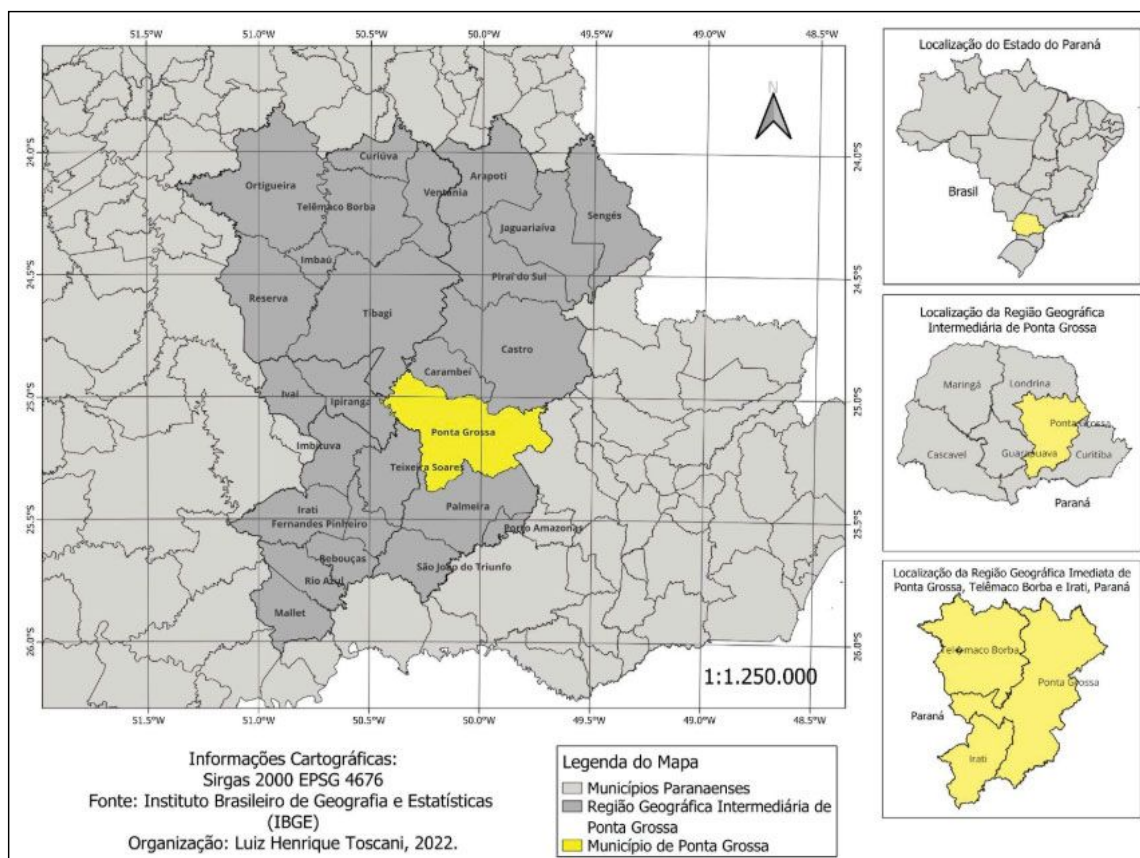 51.5°W
51.0°W
50.5°W
50.0°W
49.5°W
49.0°W
48.5°W
24.0°S
24.5°S
25.0°S
25.5°S
26.0°S
N
Curiúva
Arapoti
Ortigueira
Ventania
Telêmaco Borba
Sengés
Jaguariaíva
Imbaú
Piraí do Sul
Reserva
Tibagi
Castro
Carambeí
Ivaí
Ipiranga
Ponta Grossa
Imbituva
Teixeira Soares
Irati
Palmeira
Fernandes Pinheiro
Porto Amazonas
Rebouças
São João do Triunfo
Rio Azul
Mallet
24.0°S
24.5°S
25.0°S
25.5°S
26.0°S
1:1.250.000
51.5°W
51.0°W
50.5°W
50.0°W
49.5°W
49.0°W
48.5°W
Informações Cartográficas:
Sirgas 2000 EPSG 4676
Fonte: Instituto Brasileiro de Geografia e Estatísticas
(IBGE)
Organização: Luiz Henrique Toscani, 2022.
Legenda do Mapa
Municípios Paranaenses
Região Geográfica Intermediária de
Ponta Grossa
Município de Ponta Grossa
Localização do Estado do Paraná
Brasil
Localização da Região Geográfica
Intermediária de Ponta Grossa
Maringá
Londrina
Ponta Grossa
Cascavel
Guarapuava
Curitiba
Paraná
Localização da Região Geográfica Imediata de
Ponta Grossa, Telêmaco Borba e Irati, Paraná
Tel�maco Borba
Ponta Grossa
Paraná
Irati